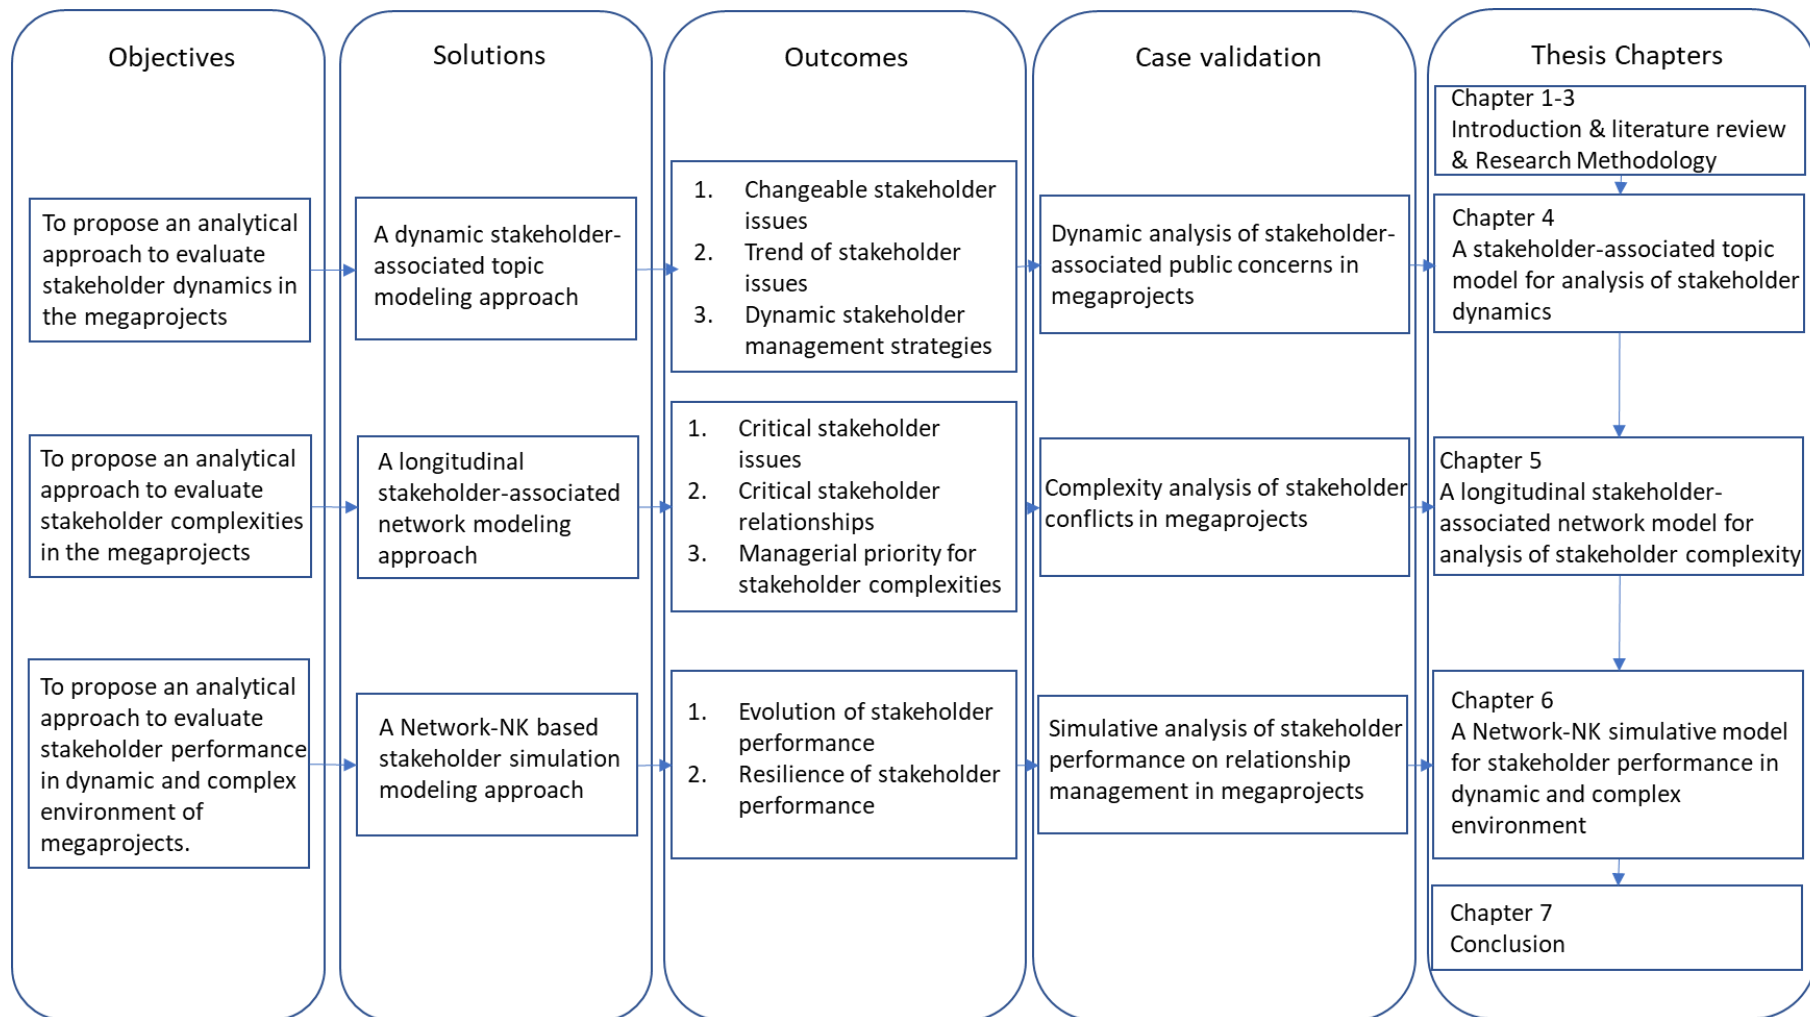 Objectives
To propose an analytical
approach to evaluate
stakeholder dynamics in
the megaprojects
To propose an analytical
approach to evaluate
stakeholder complexities
in the megaprojects
To propose an analytical
approach to evaluate
stakeholder performance
in dynamic and complex
environment of
megaprojects.
Solutions
A dynamic stakeholder-
associated topic
modeling approach
A longitudinal
stakeholder-associated
network modeling
approach
A Network-NK based
stakeholder simulation
modeling approach
Outcomes
1. Changeable stakeholder
issues
2. Trend of stakeholder
issues
3. Dynamic stakeholder
management strategies
1. Critical stakeholder
issues
2. Critical stakeholder
relationships
3. Managerial priority for
stakeholder complexities
1. Evolution of stakeholder
performance
2. Resilience of stakeholder
performance
Case validation
Dynamic analysis of stakeholder-
associated public concerns in
megaprojects
Complexity analysis of stakeholder
conflicts in megaprojects
Simulative analysis of stakeholder
performance on relationship
management in megaprojects
Thesis Chapters
Chapter 1-3
Introduction & literature review
& Research Methodology
Chapter 4
A stakeholder-associated topic
model for analysis of stakeholder
dynamics
Chapter 5
A longitudinal stakeholder-
associated network model for
analysis of stakeholder complexity
Chapter 6
A Network-NK simulative model
for stakeholder performance in
dynamic and complex
environment
Chapter 7
Conclusion